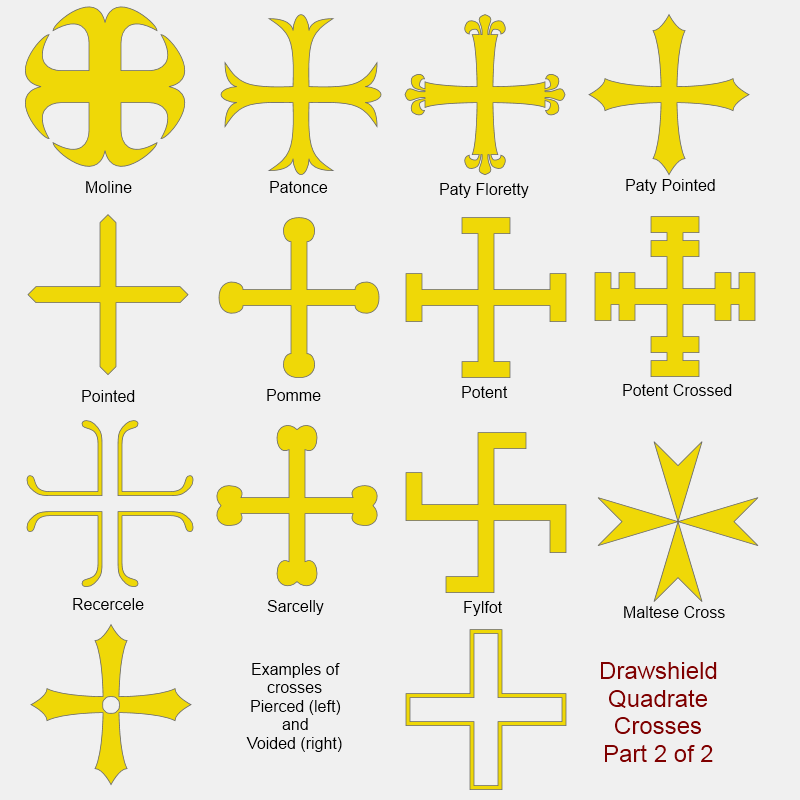 Moline
Patonce
Paty Floretty
Paty Pointed
Pointed
Pomme
Potent
Potent Crossed
Recercele
Sarcelly
Fylfot
Maltese Cross
Examples of
crosses
Pierced (left)
and
Voided (right)
Drawshield
Quadrate
Crosses
Part 2 of 2